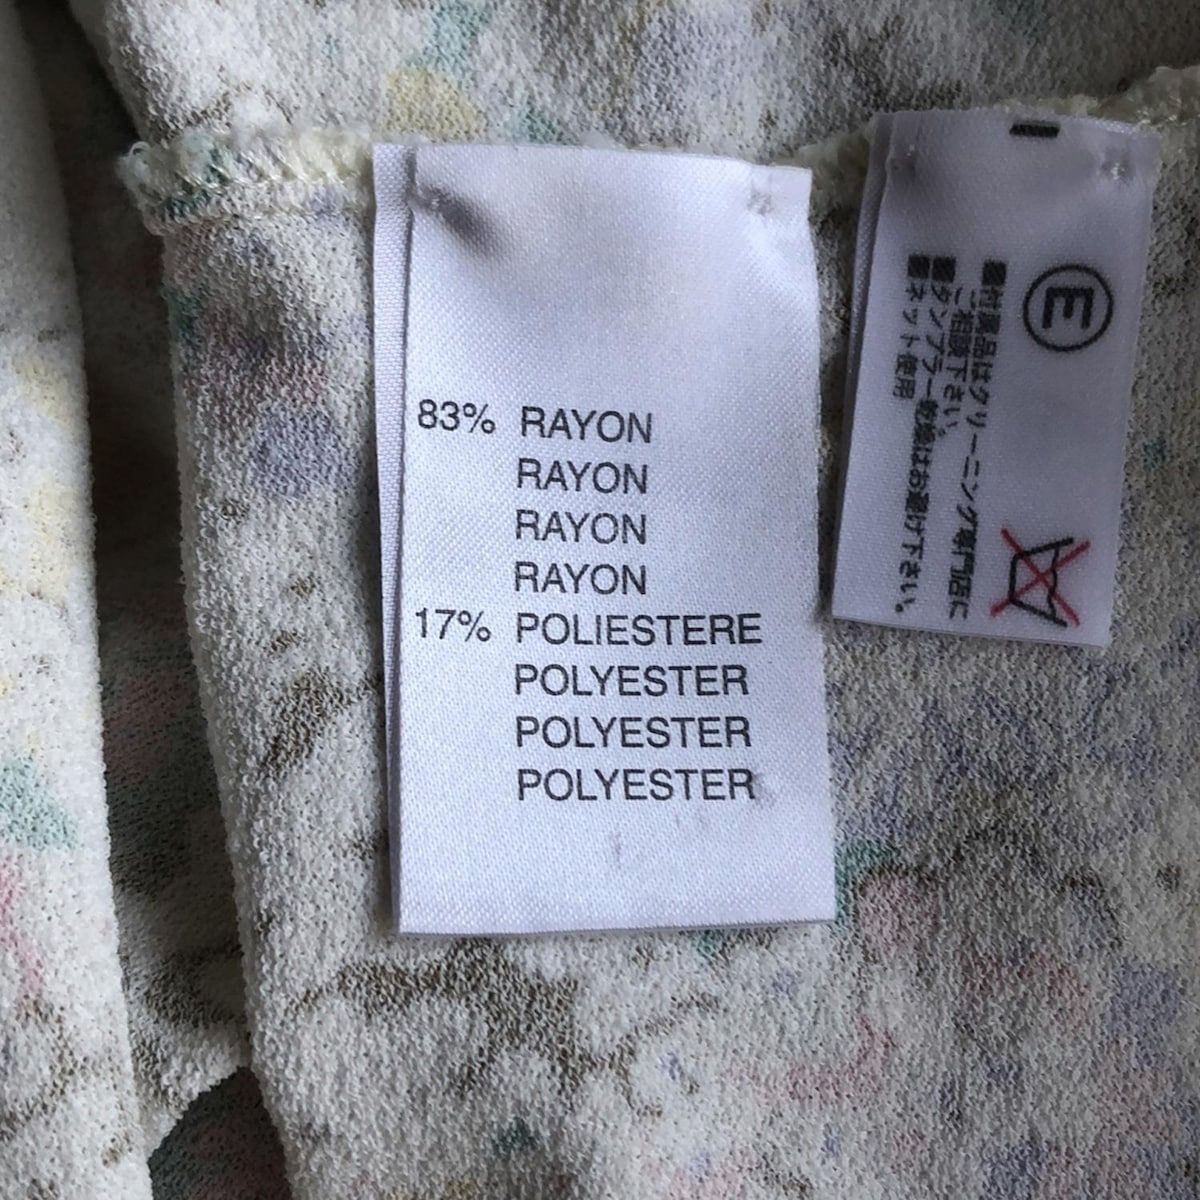 83% RAYON
RAYON
RAYON
RAYON
17% POLIESTERE
POLYESTER
POLYESTER
POLYESTER
E
■付属品はクリーニング専門店に
ご相談下さい。
■タンブラー乾燥はお避け下さい。
■ネット使用